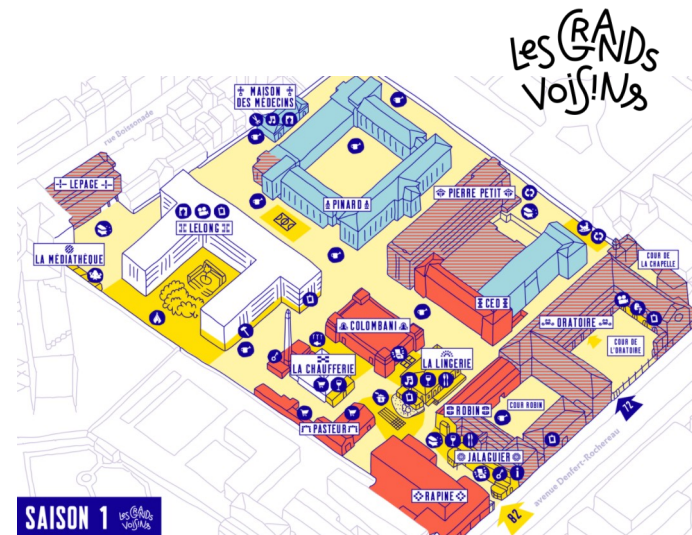 LES GRANDS
VOISINS
MAISON
DES MÉDECINS
rue Boissonade
LEPAGE
PINARD
PIERRE PETIT
LELONG
LA MÉDIATHÈQUE
COUR DE
LA CHAPELLE
CED
ORATOIRE
COLOMBANI
COUR DE
L'ORATOIRE
LA CHAUFFERIE
LA LINGERIE
ROBIN
COUR ROBIN
72
PASTEUR
JALAGUIER
avenue Denfert-Rochereau
RAPINE
82
SAISON 1
LES GRANDS
VOISINS